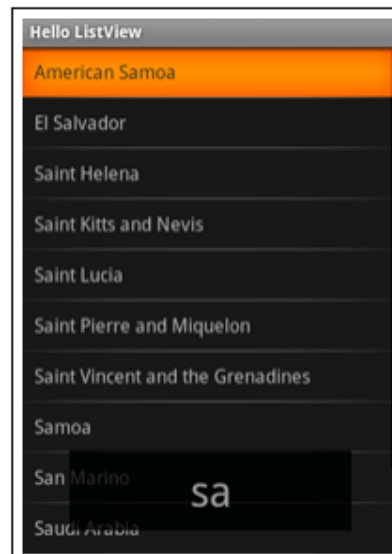 Hello ListView
American Samoa
El Salvador
Saint Helena
Saint Kitts and Nevis
Saint Lucia
Saint Pierre and Miquelon
Saint Vincent and the Grenadines
Samoa
San Marino
sa
Saudi Arabia